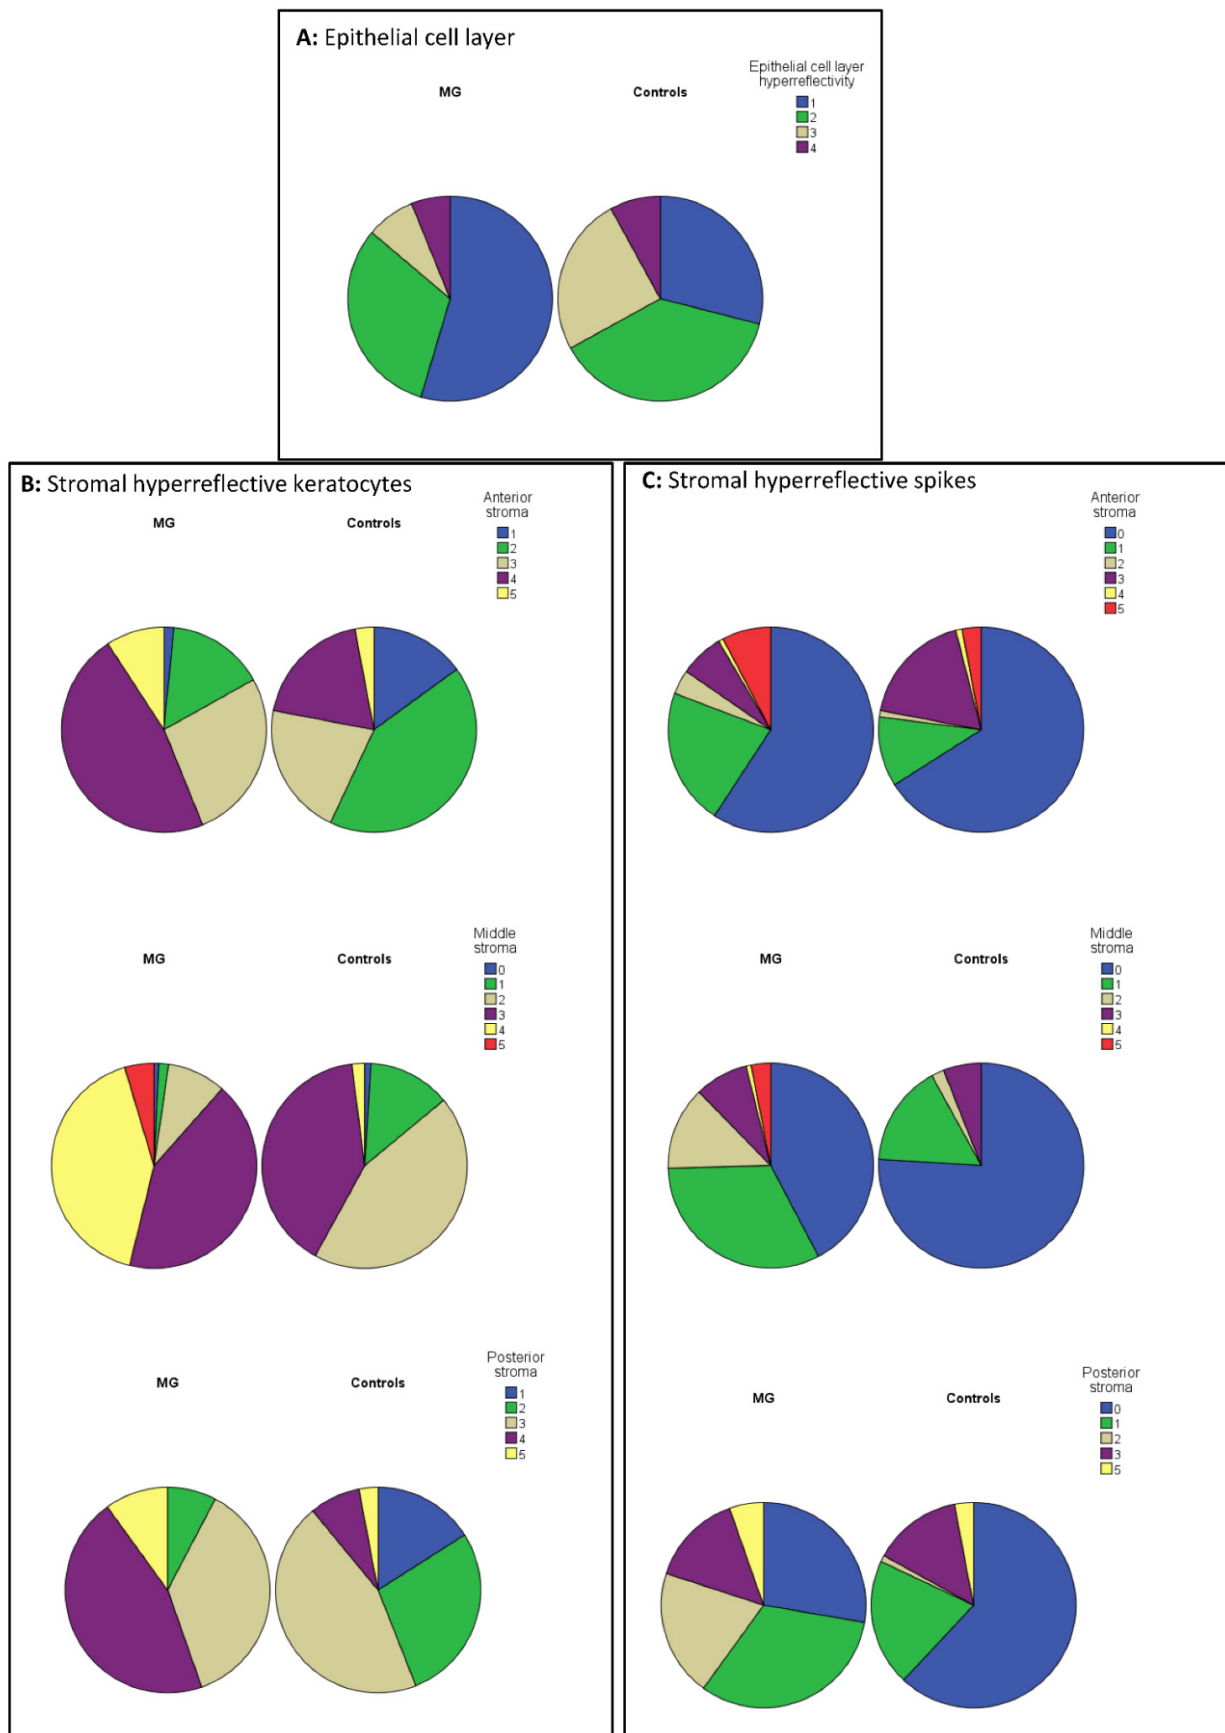 A: Epithelial cell layer
MG
Controls
Epithelial cell layer
hyperreflectivity
1
2
3
4
B: Stromal hyperreflective keratocytes
MG
Controls
Anterior
stroma
1
2
3
4
5
MG
Controls
Middle
stroma
0
1
2
3
4
5
MG
Controls
Posterior
stroma
1
2
3
4
5
C: Stromal hyperreflective spikes
Anterior
stroma
0
1
2
3
4
5
MG
Controls
Middle
stroma
0
1
2
3
4
5
MG
Controls
Posterior
stroma
0
1
2
3
5